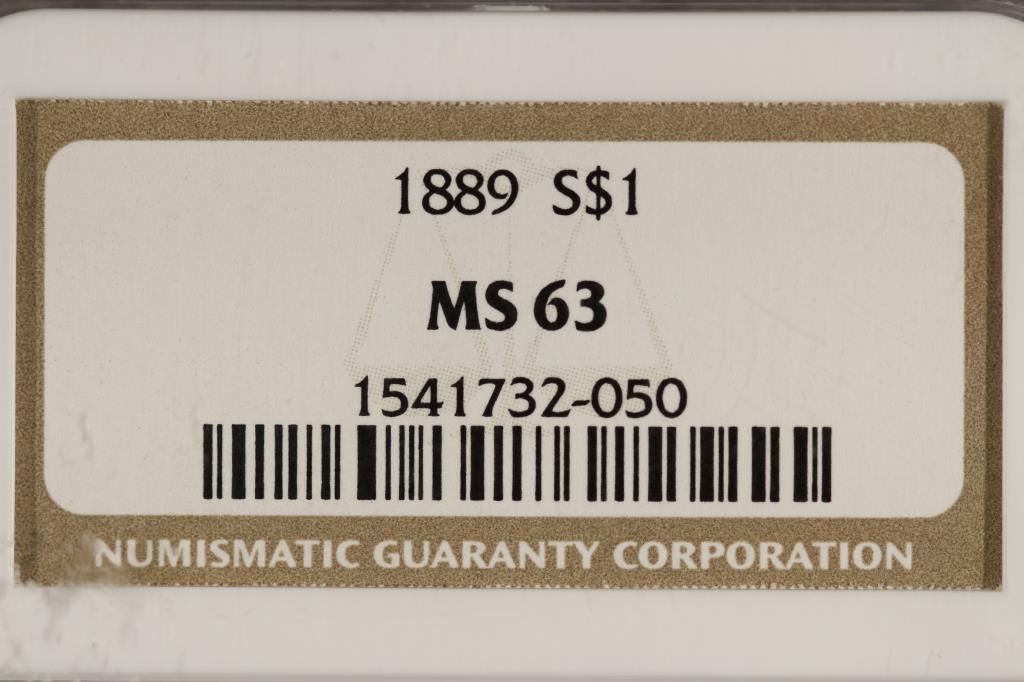 1889 S$1
MS 63
1541732-050
NUMISMATIC GUARANTY CORPORATION